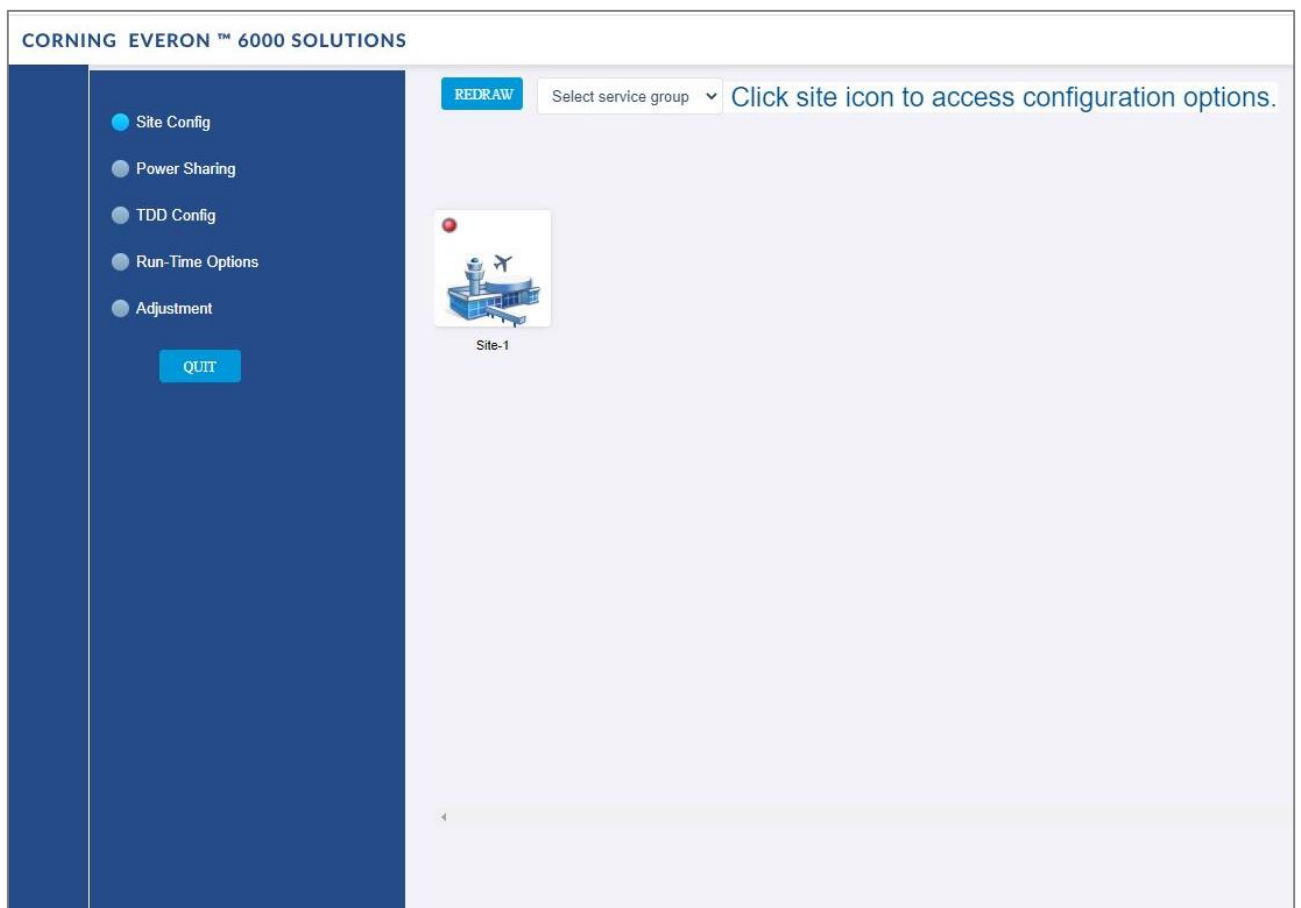 CORNING EVERON ™ 6000 SOLUTIONS
REDRAW
Select service group
Click site icon to access configuration options.
Site Config
Power Sharing
TDD Config
Run-Time Options
Adjustment
QUIT
Site-1